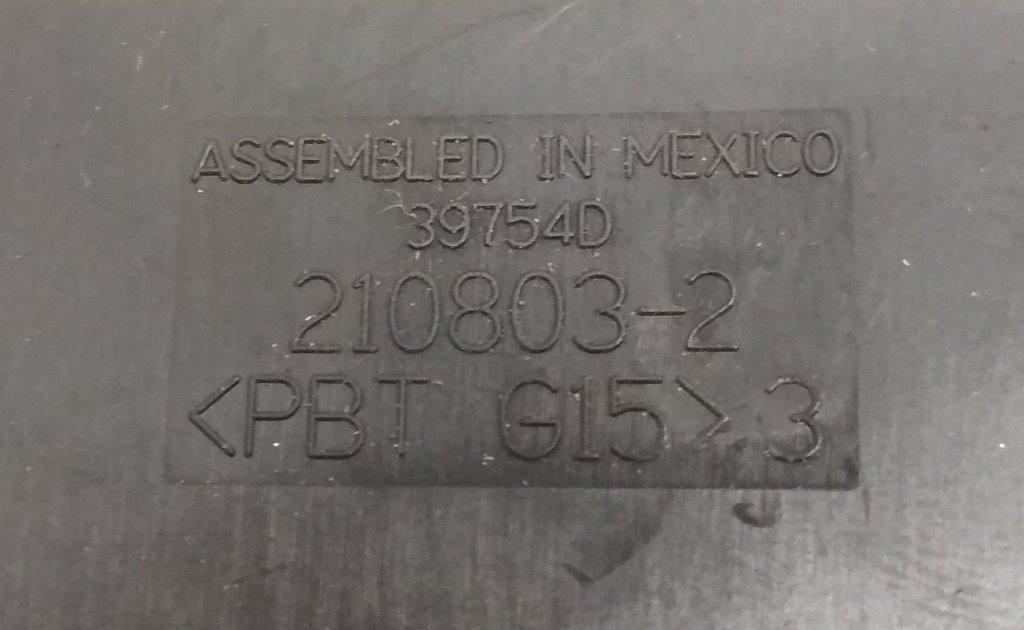 ASSEMBLED IN MEXICO
39754D
210803-2
<PBT G15> 3